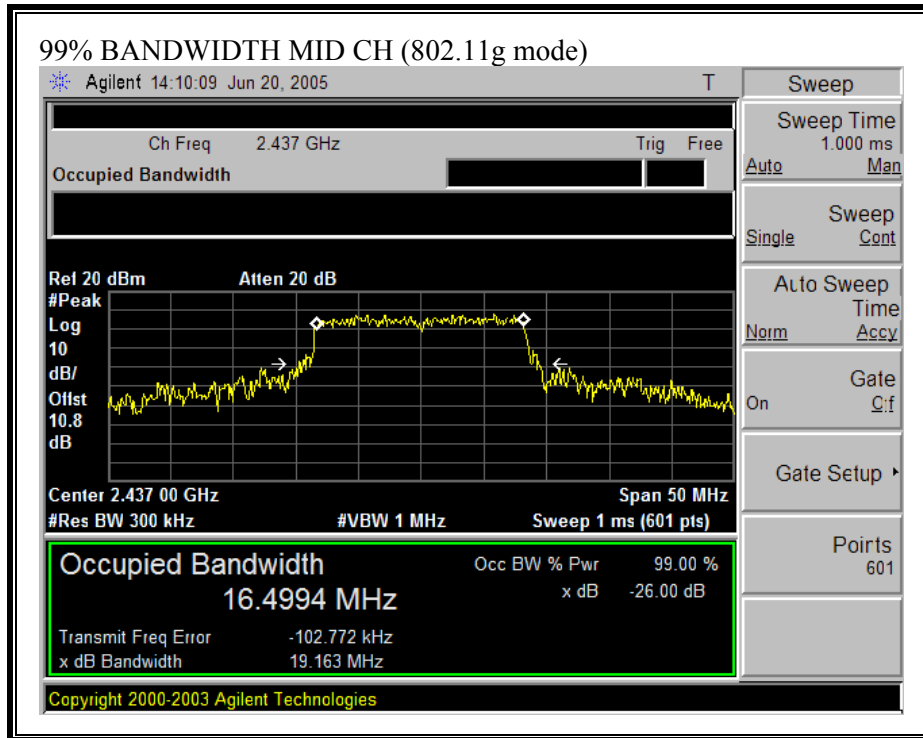 99% BANDWIDTH MID CH (802.11g mode)
Agilent 14:10:09 Jun 20, 2005 T
Sweep
Ch Freq 2.437 GHz Trig Free
Occupied Bandwidth
Sweep Time
1.000 ms
Auto Man
Sweep
Single Cont
Auto Sweep
Time
Norm Accy
Gate
On Off
Gate Setup
Points
601
Ref 20 dBm Atten 20 dB
#Peak
Log
10
dB/
Offst
10.8
dB
Center 2.437 00 GHz Span 50 MHz
#Res BW 300 kHz #VBW 1 MHz Sweep 1 ms (601 pts)
Occupied Bandwidth
16.4994 MHz
Occ BW % Pwr 99.00 %
x dB -26.00 dB
Transmit Freq Error -102.772 kHz
x dB Bandwidth 19.163 MHz
Copyright 2000-2003 Agilent Technologies